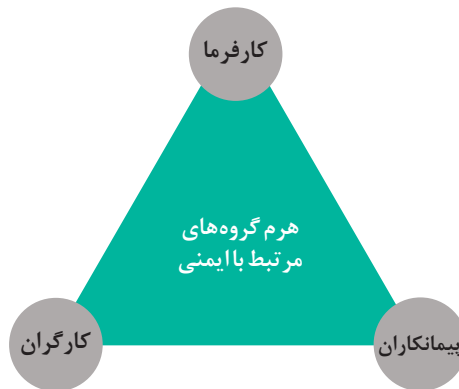 کارفرما
هرم گروه‌های
مرتبط با ایمنی
پیمانکاران
کارگران